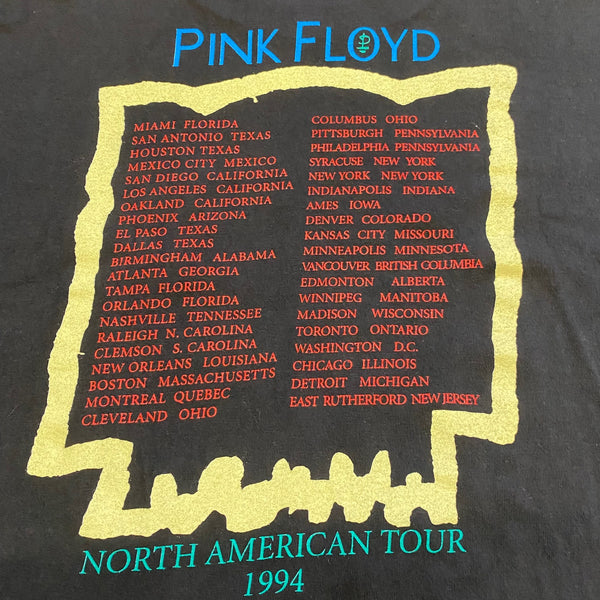 PINK FLOYD
MIAMI FLORIDA
SAN ANTONIO TEXAS
HOUSTON TEXAS
MEXICO CITY MEXICO
SAN DIEGO CALIFORNIA
LOS ANGELES CALIFORNIA
OAKLAND CALIFORNIA
PHOENIX ARIZONA
EL PASO TEXAS
DALLAS TEXAS
BIRMINGHAM ALABAMA
ATLANTA GEORGIA
TAMPA FLORIDA
ORLANDO FLORIDA
NASHVILLE TENNESSEE
RALEIGH N. CAROLINA
CLEMSON S. CAROLINA
NEW ORLEANS LOUISIANA
BOSTON MASSACHUSETTS
MONTREAL QUEBEC
CLEVELAND OHIO
COLUMBUS OHIO
PITTSBURGH PENNSYLVANIA
PHILADELPHIA PENNSYLVANIA
SYRACUSE NEW YORK
NEW YORK NEW YORK
INDIANAPOLIS INDIANA
AMES IOWA
DENVER COLORADO
KANSAS CITY MISSOURI
MINNEAPOLIS MINNESOTA
VANCOUVER BRITISH COLUMBIA
EDMONTON ALBERTA
WINNIPEG MANITOBA
MADISON WISCONSIN
TORONTO ONTARIO
WASHINGTON D.C.
CHICAGO ILLINOIS
DETROIT MICHIGAN
EAST RUTHERFORD NEW JERSEY
NORTH AMERICAN TOUR
1994